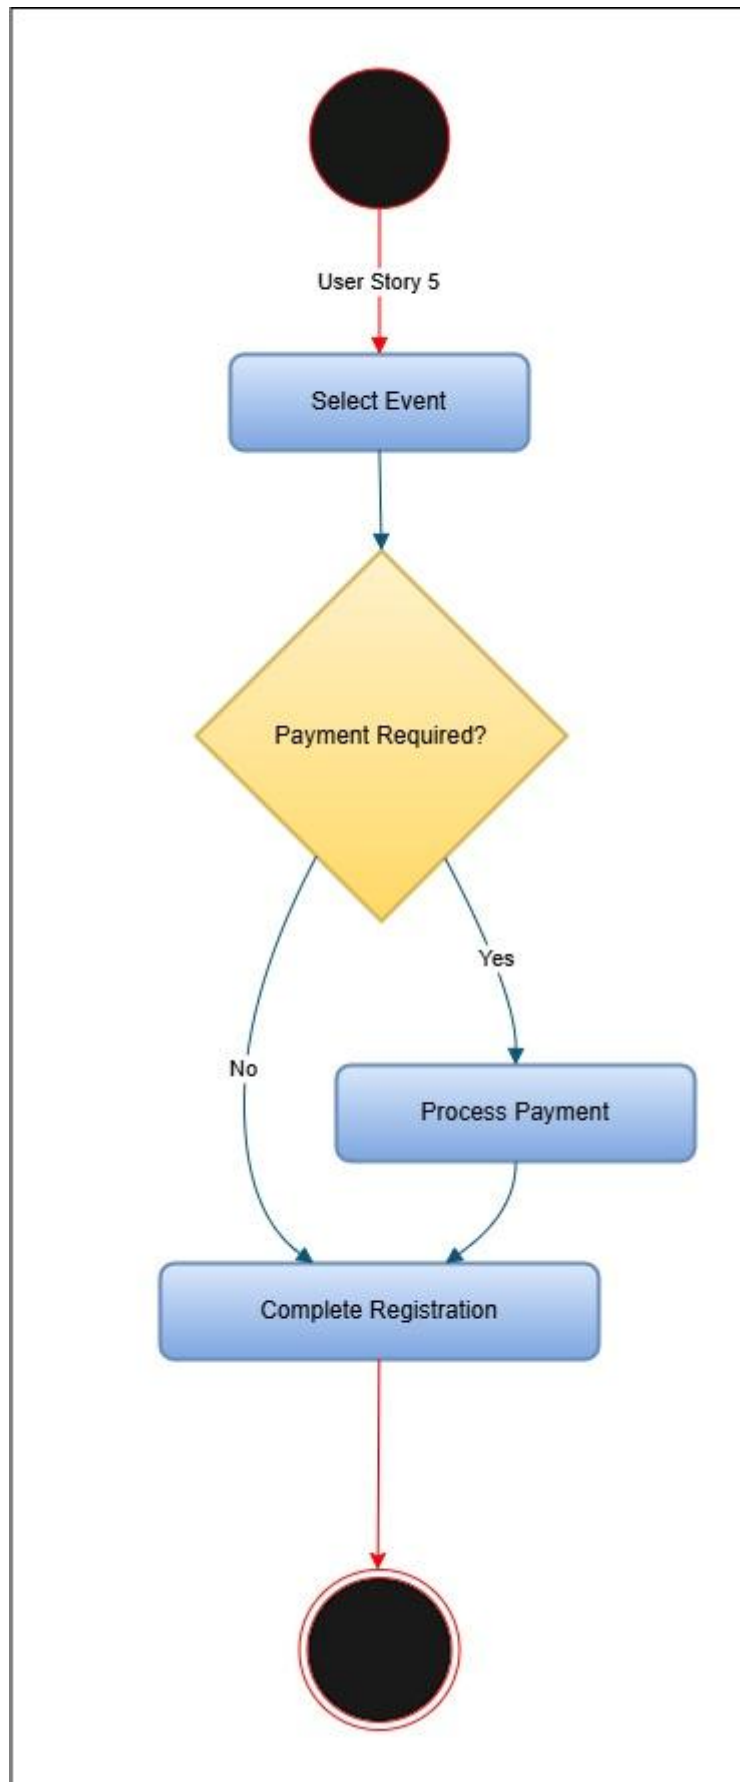 User Story 5
Select Event
Payment Required?
Yes
No
Process Payment
Complete Registration